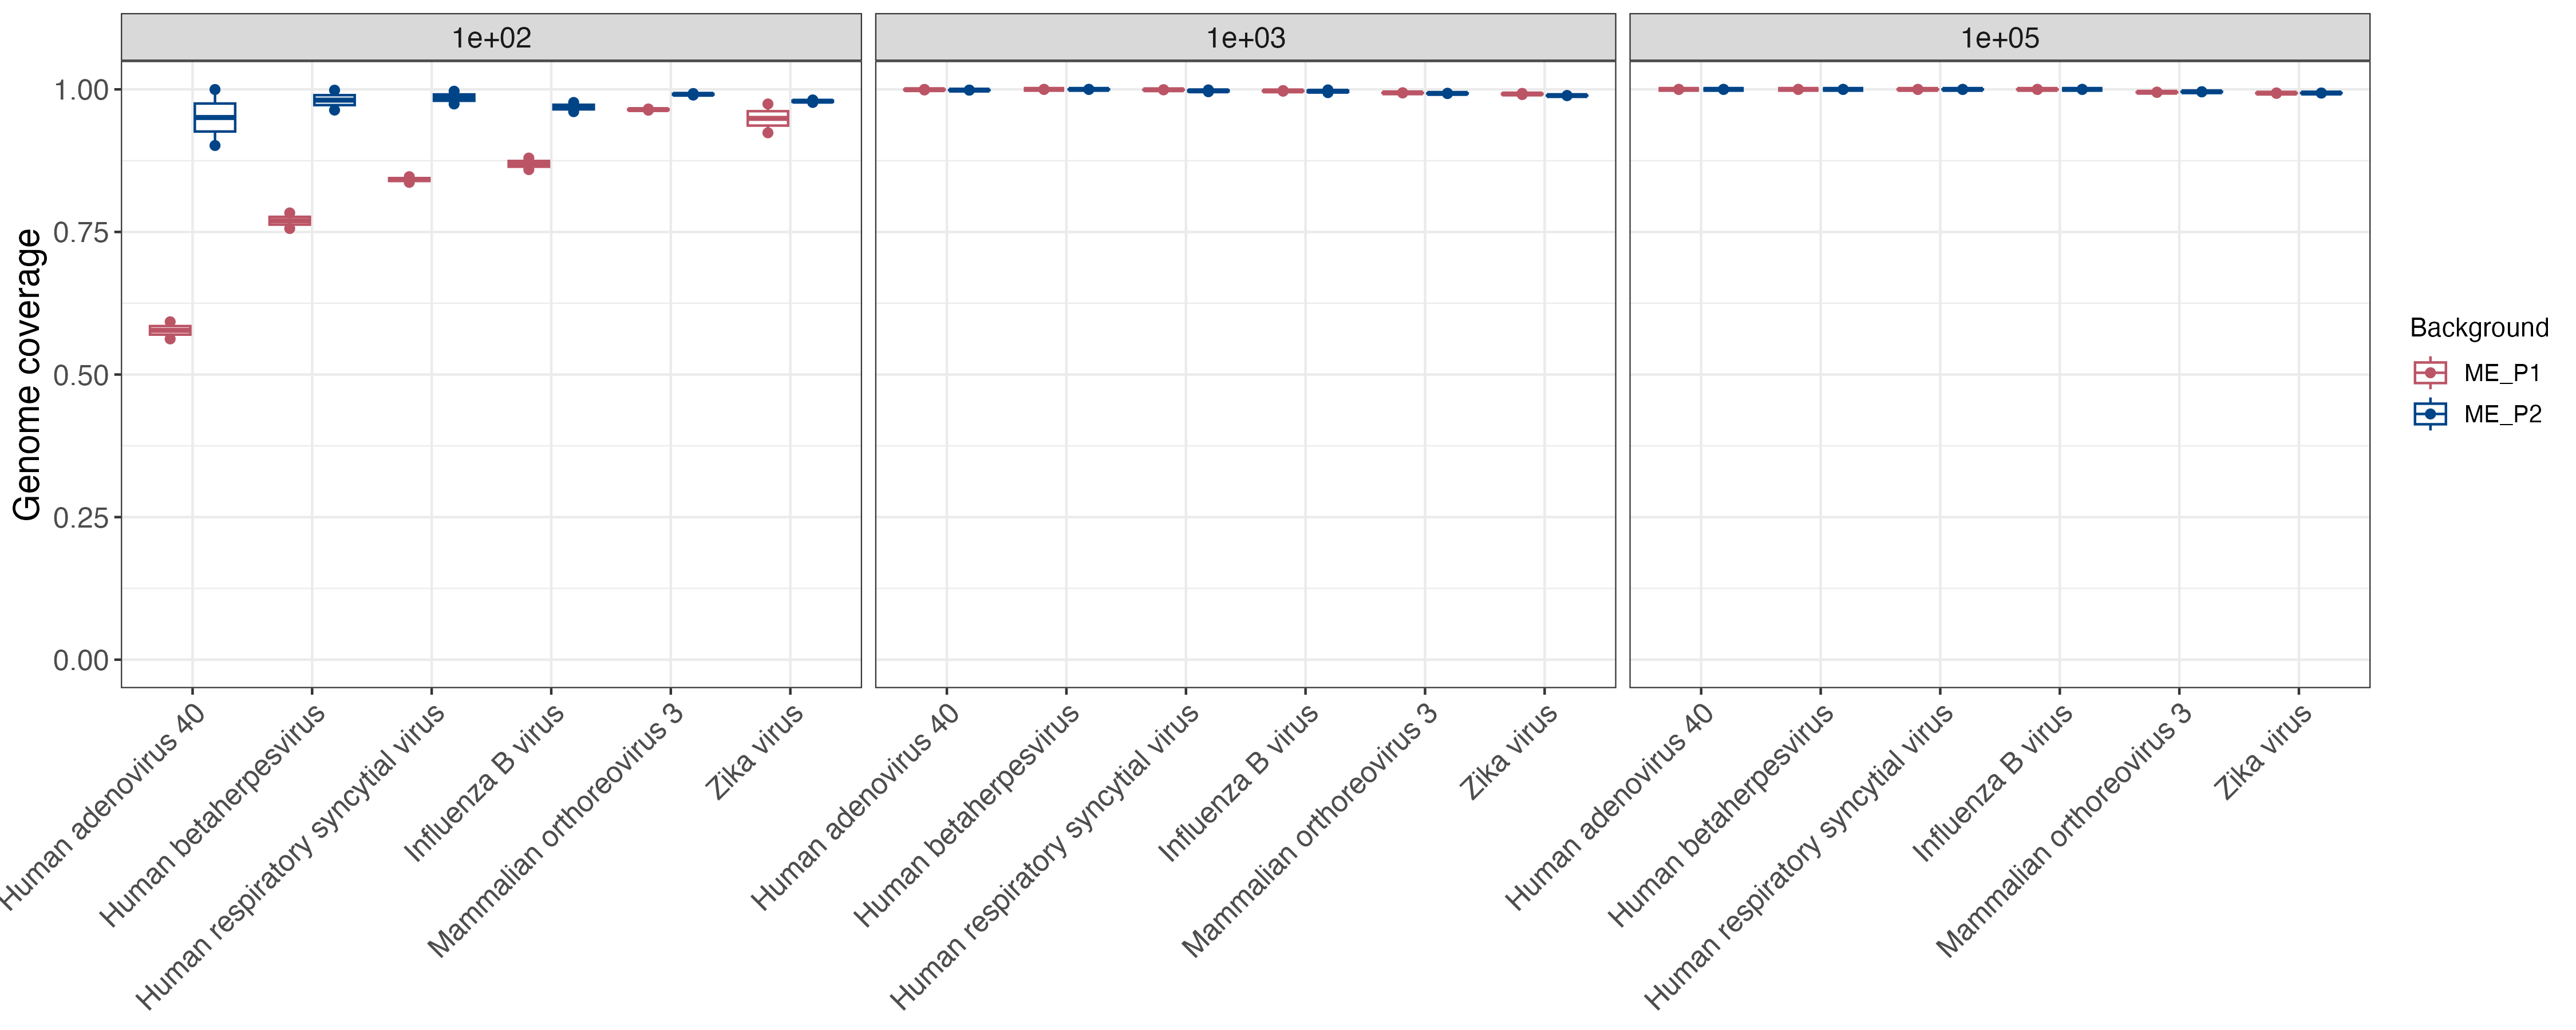 1e+02
1e+03
1e+05
Genome coverage
1.00
0.75
0.50
0.25
0.00
Human adenovirus 40
Human betaherpesvirus
Human respiratory syncytial virus
Influenza B virus
Mammalian orthoreovirus 3
Zika virus
Human adenovirus 40
Human betaherpesvirus
Human respiratory syncytial virus
Influenza B virus
Mammalian orthoreovirus 3
Zika virus
Human adenovirus 40
Human betaherpesvirus
Human respiratory syncytial virus
Influenza B virus
Mammalian orthoreovirus 3
Zika virus
Background
ME_P1
ME_P2